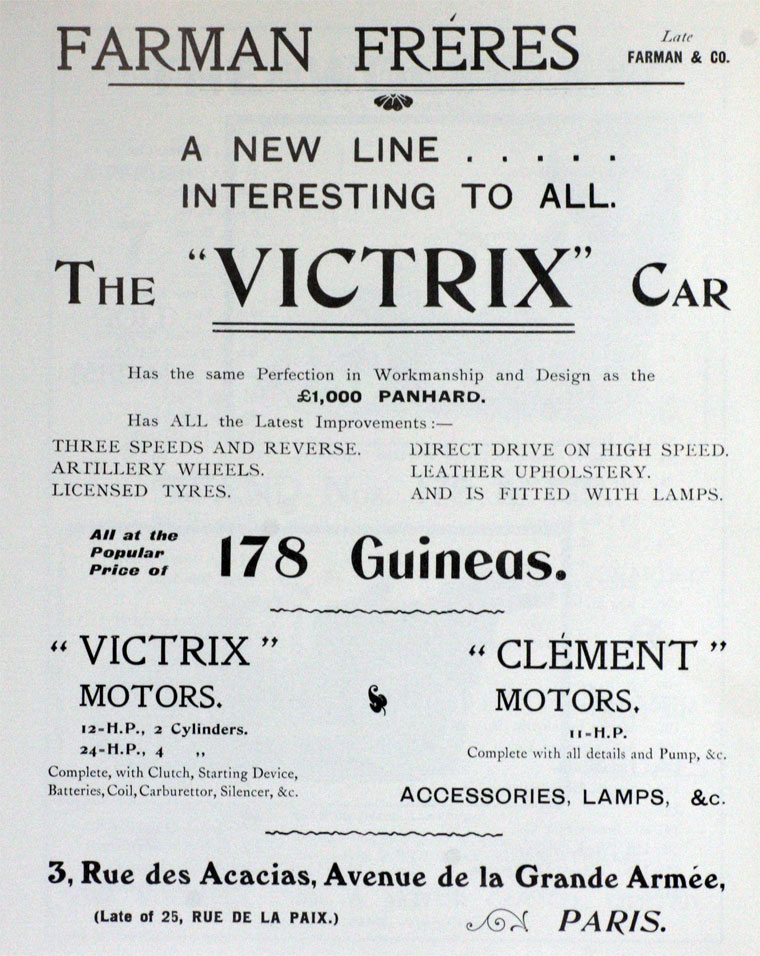 FARMAN FRÉRES
Late
FARMAN & CO.
A NEW LINE . . . . .
INTERESTING TO ALL.
THE "VICTRIX" CAR
Has the same Perfection in Workmanship and Design as the
£1,000 PANHARD.
Has ALL the Latest Improvements:—
THREE SPEEDS AND REVERSE.
ARTILLERY WHEELS.
LICENSED TYRES.
DIRECT DRIVE ON HIGH SPEED.
LEATHER UPHOLSTERY.
AND IS FITTED WITH LAMPS.
All at the
Popular
Price of
178 Guineas.
"VICTRIX"
MOTORS.
12-H.P., 2 Cylinders.
24-H.P., 4 ,,
Complete, with Clutch, Starting Device,
Batteries, Coil, Carburettor, Silencer, &c.
"CLÉMENT"
MOTORS,
11-H.P.
Complete with all details and Pump, &c.
ACCESSORIES, LAMPS, &c.
3, Rue des Acacias, Avenue de la Grande Armée,
(Late of 25, RUE DE LA PAIX.)
PARIS.